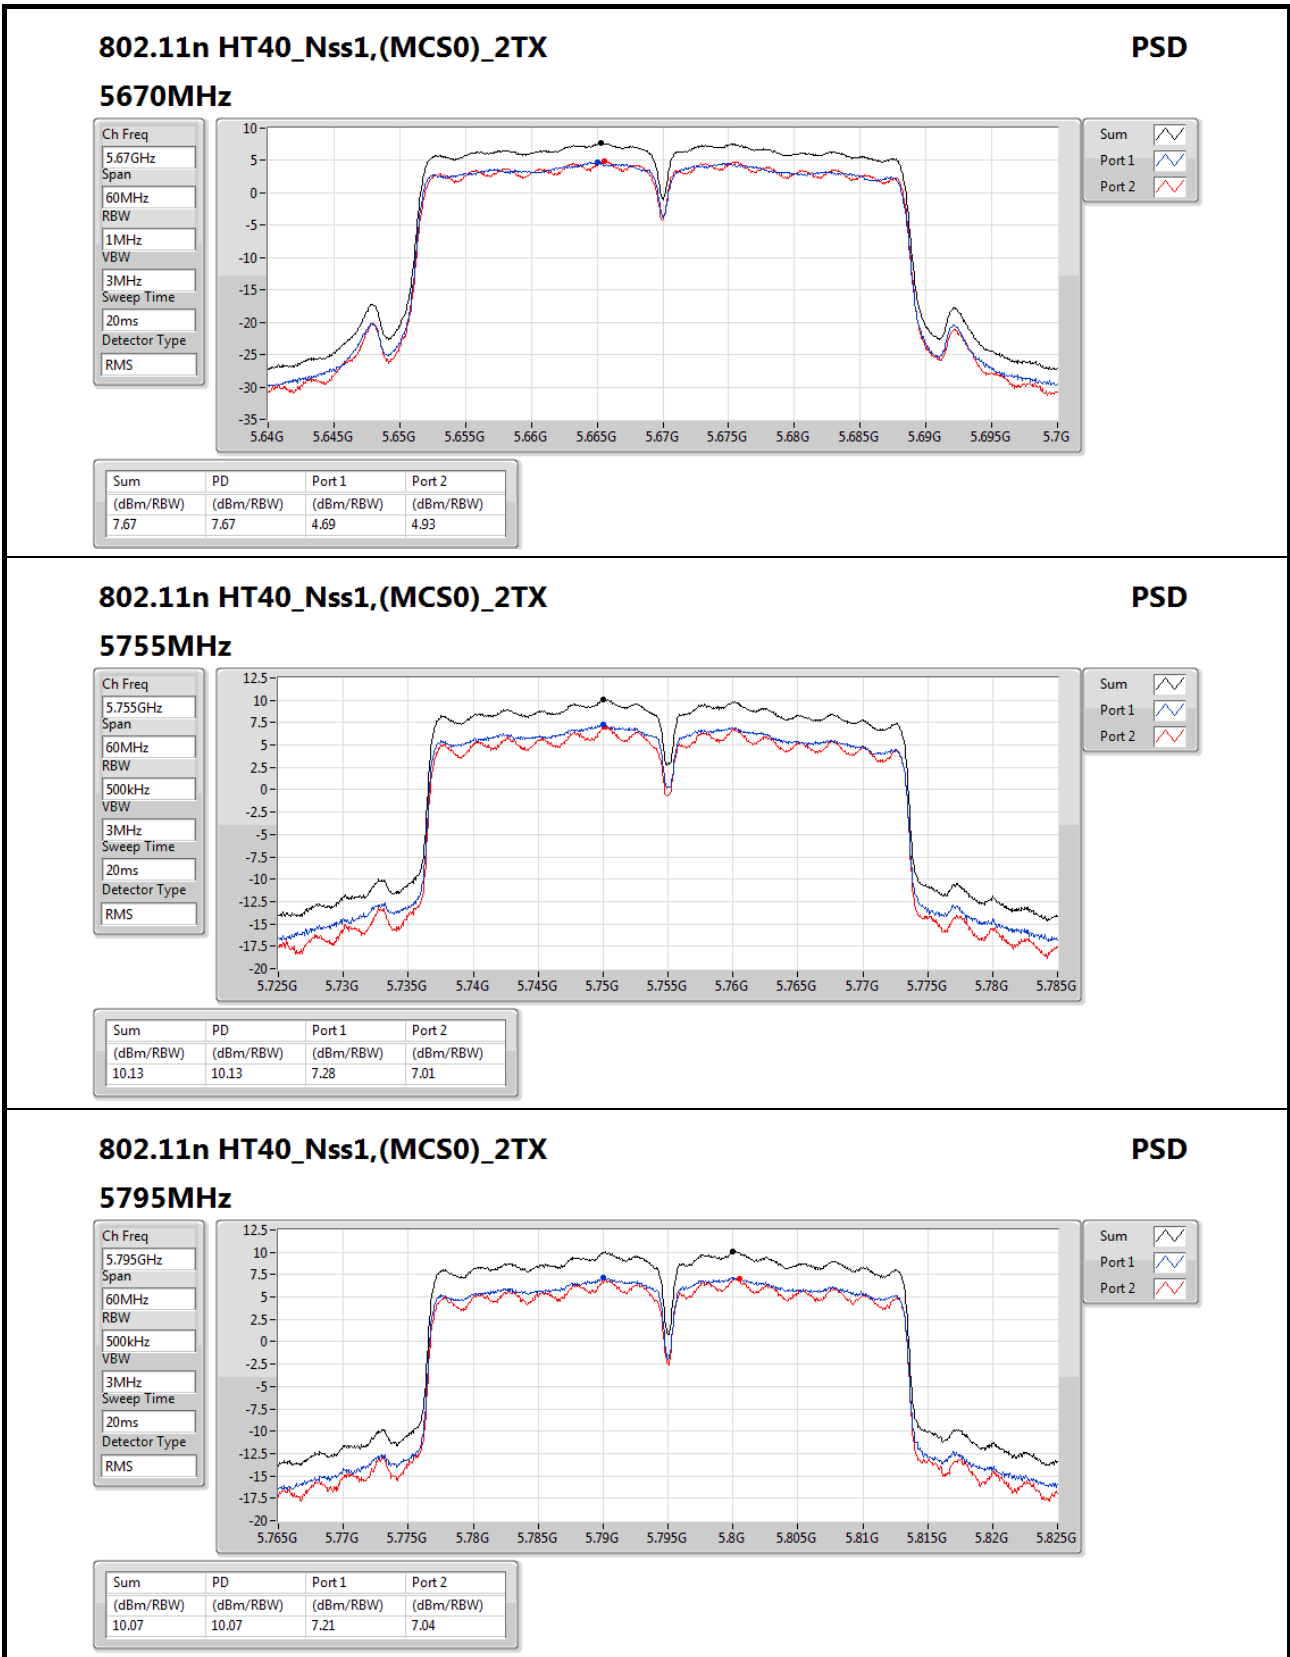 802.11n HT40_Nss1,(MCS0)_2TX PSD
5670MHz
Ch Freq
5.67GHz
Span
60MHz
RBW
1MHz
VBW
3MHz
Sweep Time
20ms
Detector Type
RMS
10
5
0
-5
-10
-15
-20
-25
-30
-35
5.64G 5.645G 5.65G 5.655G 5.66G 5.665G 5.67G 5.675G 5.68G 5.685G 5.69G 5.695G 5.7G
Sum
Port 1
Port 2
Sum PD Port 1 Port 2
(dBm/RBW) (dBm/RBW) (dBm/RBW) (dBm/RBW)
7.67 7.67 4.69 4.93
802.11n HT40_Nss1,(MCS0)_2TX PSD
5755MHz
Ch Freq
5.755GHz
Span
60MHz
RBW
500kHz
VBW
3MHz
Sweep Time
20ms
Detector Type
RMS
12.5
10
7.5
5
2.5
0
-2.5
-5
-7.5
-10
-12.5
-15
-17.5
-20
5.725G 5.73G 5.735G 5.74G 5.745G 5.75G 5.755G 5.76G 5.765G 5.77G 5.775G 5.78G 5.785G
Sum
Port 1
Port 2
Sum PD Port 1 Port 2
(dBm/RBW) (dBm/RBW) (dBm/RBW) (dBm/RBW)
10.13 10.13 7.28 7.01
802.11n HT40_Nss1,(MCS0)_2TX PSD
5795MHz
Ch Freq
5.795GHz
Span
60MHz
RBW
500kHz
VBW
3MHz
Sweep Time
20ms
Detector Type
RMS
12.5
10
7.5
5
2.5
0
-2.5
-5
-7.5
-10
-12.5
-15
-17.5
-20
5.765G 5.77G 5.775G 5.78G 5.785G 5.79G 5.795G 5.8G 5.805G 5.81G 5.815G 5.82G 5.825G
Sum
Port 1
Port 2
Sum PD Port 1 Port 2
(dBm/RBW) (dBm/RBW) (dBm/RBW) (dBm/RBW)
10.07 10.07 7.21 7.04